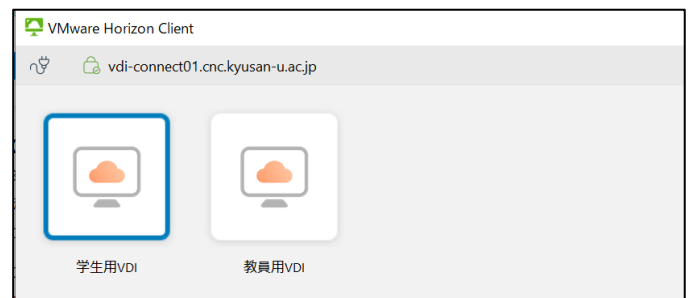 VMware Horizon Client
vdi-connect01.cnc.kyusan-u.ac.jp
学生用VDI
教員用VDI